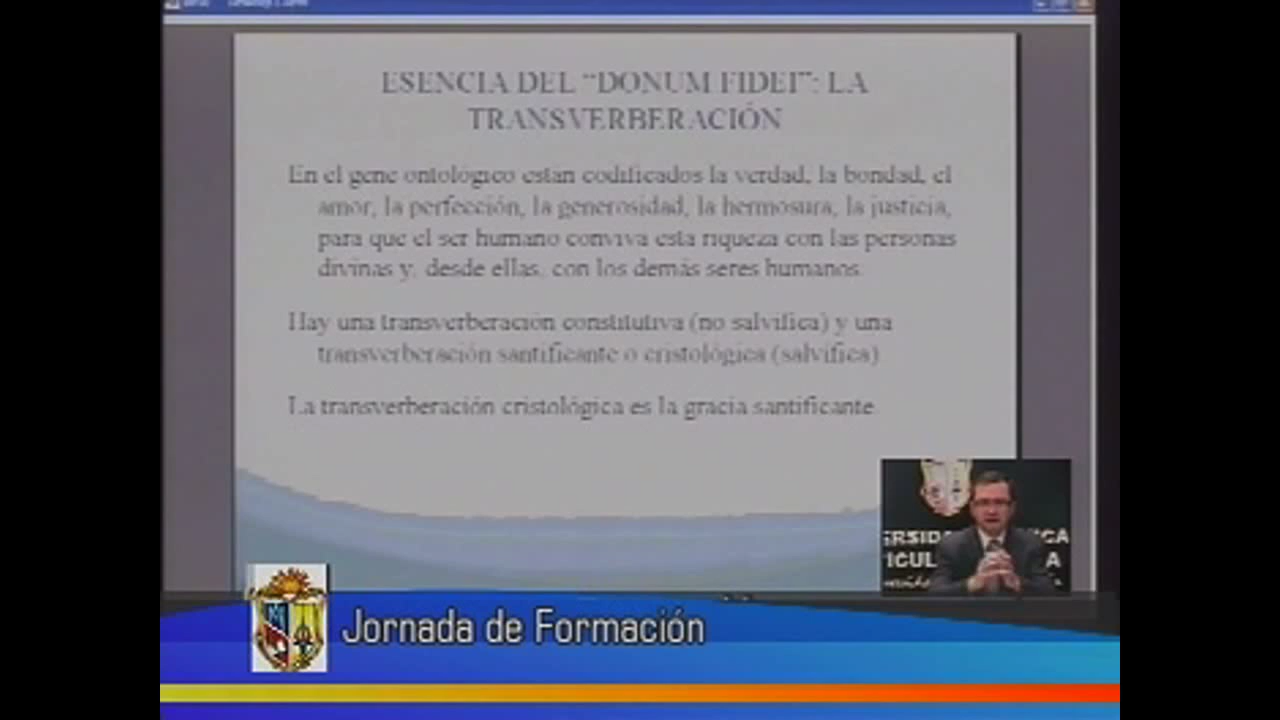 ESENCIA DEL “DONUM FIDEI”: LA
TRANSVERBERACIÓN
En el gene ontológico están codificados la verdad, la bondad, el
amor, la perfección, la generosidad, la hermosura, la justicia,
para que el ser humano conviva esta riqueza con las personas
divinas y, desde ellas, con los demás seres humanos.
Hay una transverberación constitutiva (no salvífica) y una
transverberación santificante o cristológica (salvífica)
La transverberación cristológica es la gracia santificante
Jornada de Formación